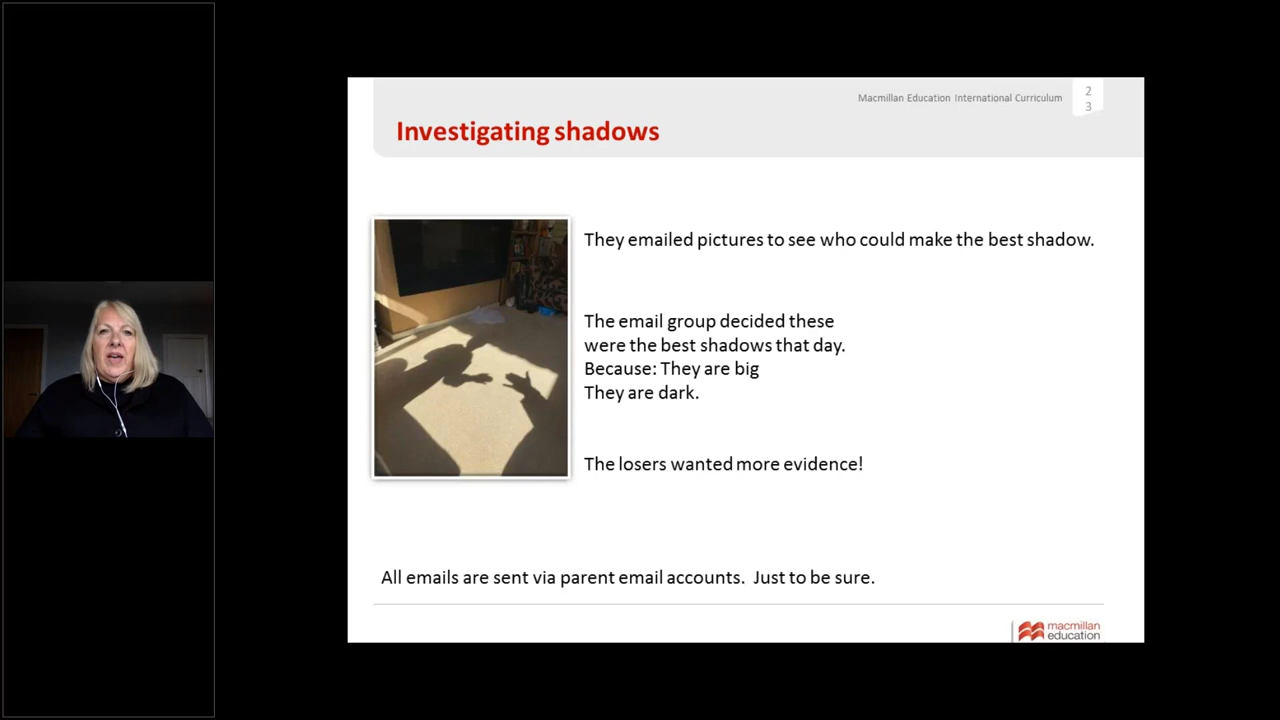 Macmillan Education International Curriculum
2
3
Investigating shadows
They emailed pictures to see who could make the best shadow.
The email group decided these
were the best shadows that day.
Because: They are big
They are dark.
The losers wanted more evidence!
All emails are sent via parent email accounts.  Just to be sure.
macmillan
education